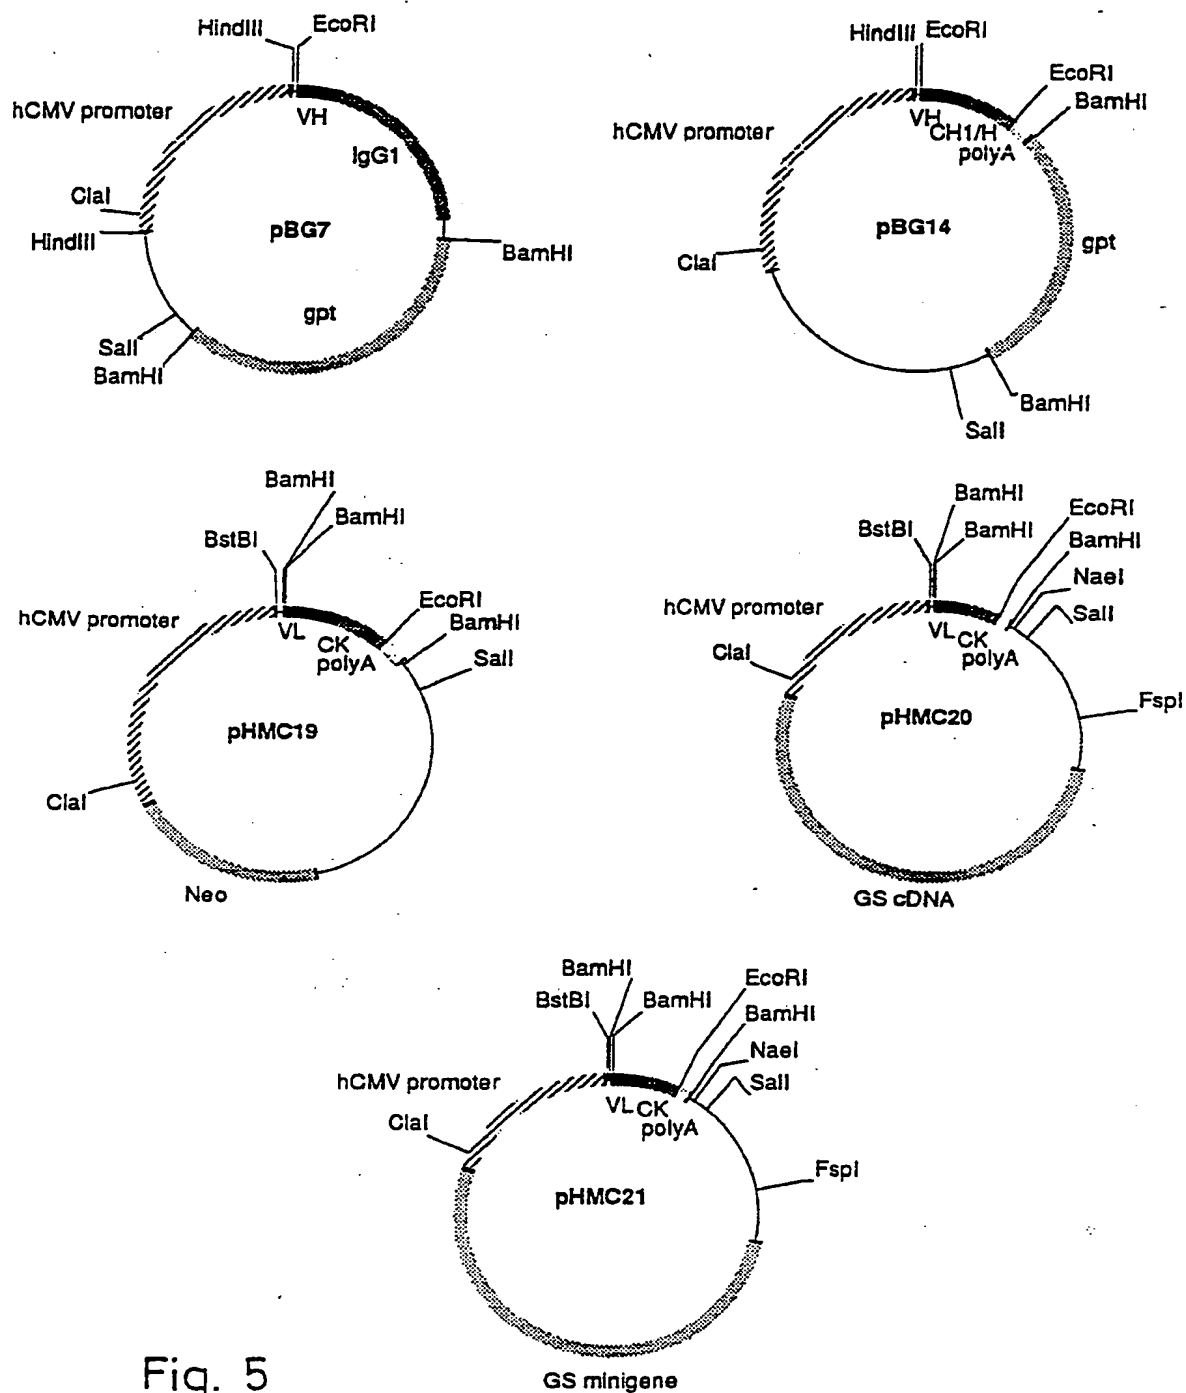 HindIII EcoRI
hCMV promoter
VH
IgG1
ClaI
HindIII
pBG7
BamHI
gpt
SalI
BamHI
HindIII EcoRI
EcoRI
BamHI
hCMV promoter
VH
CH1/H
polyA
pBG14
gpt
ClaI
BamHI
SalI
BamHI
BamHI
BstBI
EcoRI
BamHI
hCMV promoter
VL
CK
polyA
SalI
pHMC19
ClaI
Neo
BamHI
EcoRI
BstBI
BamHI
BamHI
NaeI
hCMV promoter
SalI
VL CK
polyA
ClaI
FspI
pHMC20
GS cDNA
BamHI
EcoRI
BstBI
BamHI
BamHI
NaeI
hCMV promoter
SalI
VL CK
polyA
ClaI
FspI
pHMC21
GS minigene
Fig. 5